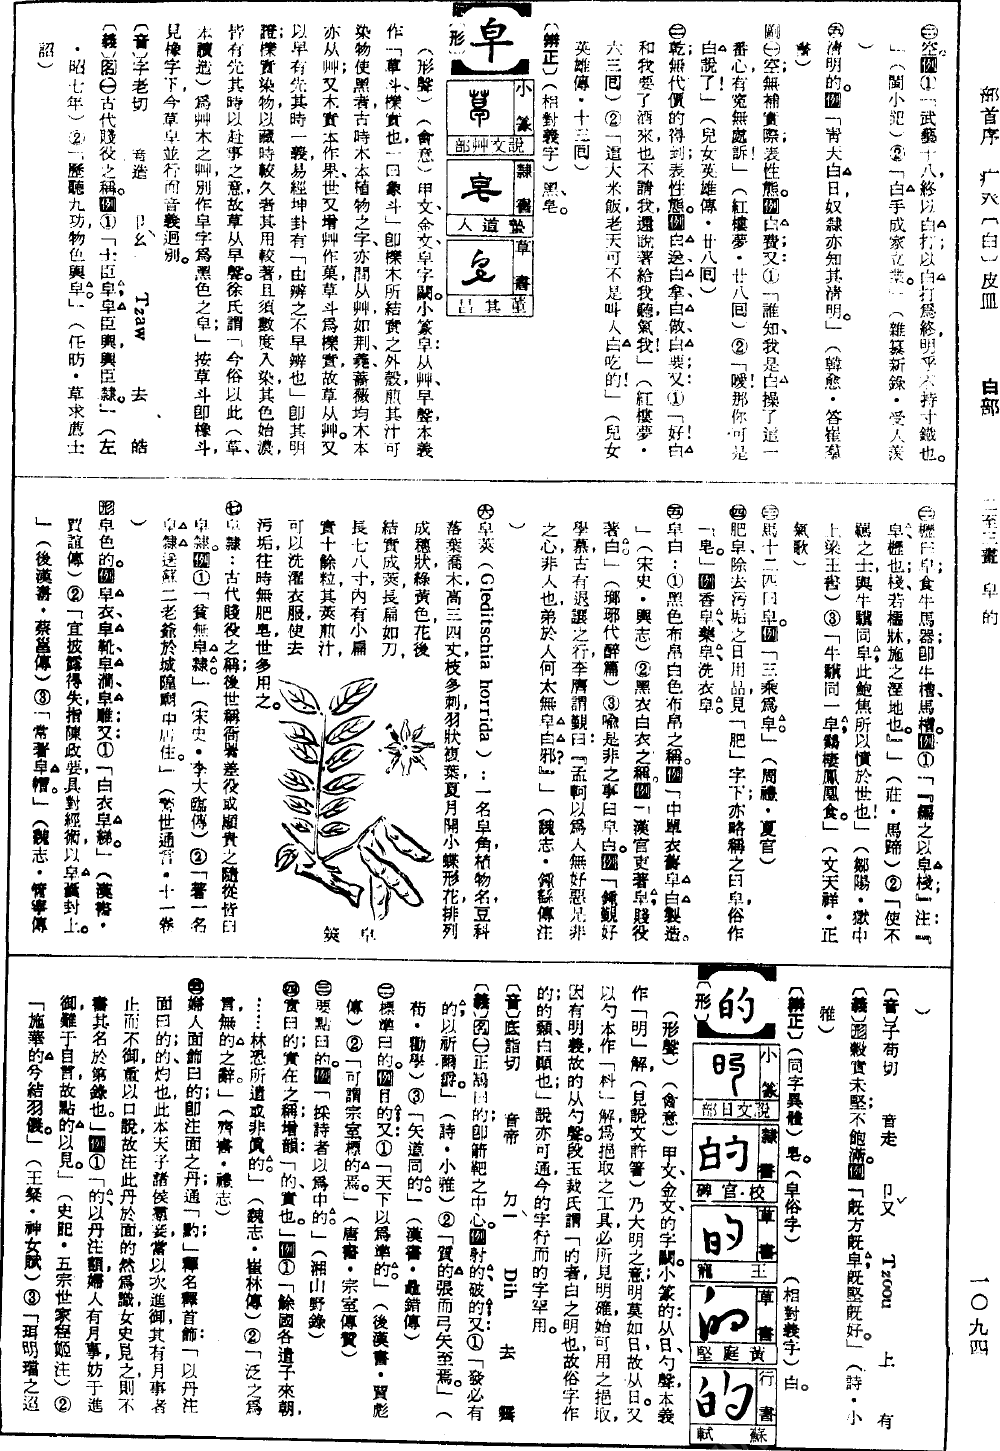 部首序 疒癶〔白〕皮皿 白部 二至三畫 皁 的 一〇九四
㊂空。例①「武藝十八，終以白打；以白打爲終，明乎不持寸鐵也。
」（閩小記）②「白手成家立業。」（雜纂新錄・受人羨
）
㊃清明的。例「靑天白日，奴隸亦知其清明。」（韓愈・答崔羣
書）
副㊀空無補實際，表性態。例白費；又①「誰知我是白操了這一
番心，有寃無處訴！」（紅樓夢・廿八囘）②「噯！那你可是
白說了！」（兒女英雄傳・廿八囘）
㊁乾，無代價的得到，表性態。例白送、白拿、白做、白要；又：①「好！白
和我要了酒來，也不請我，還說著給我聽，氣我！」（紅樓夢・
六三囘）②「這大米飯，老天可不是叫人白吃的！」（兒女
英雄傳・十三囘）
〔辨正〕（相對義字）黑、皂。
皁
小篆 說文艸部
隸書 婁道人
草書 董其昌
〔形〕（形聲）（會意）甲文、金文皁字闕。小篆皁从艸，早聲，本義
作「草斗，櫟實也，一曰象斗」，即櫟木所結實之外殼，煎其汁可
染物使黑者；古時木本植物之字，亦間从艸，如荆、蕘、薔薇均木本
亦从艸；又木實本作果，世又增艸作菓，草斗爲櫟實，故草从艸。又
以早有先其時一義，易經坤卦有「由辨之不早辨也」，即其明
證；櫟實染物以藏時較久者其用較著，且須數度入染其色始濃，
皆有先其時以赴事之意，故草从早聲。徐氏謂「今俗以此（草、
本讀造）爲艸木之艸，別作皁字爲黑色之皁；」按草斗即橡斗，
見橡字下，今草、皁並行而音義迥別。
〔音〕字老切 音造 ㄗㄠˋ Tzaw 去 皓
〔義〕名㊀古代賤役之稱。例①「士臣皁，皁臣輿，輿臣隸。」（左
・昭七年）②「歷聽九功，物色輿皁。」（任昉・草求薦士
詔）
㊁櫪曰皁；食牛馬器，即牛槽、馬槽。例①「『編之以皁棧；』注：『
皁，櫪也；棧，若櫺牀，施之溼地也。』」（莊・馬蹄）②「使不
羈之士，與牛驥同皁；此鮑焦所以憤於世也！」（鄒陽・獄中
上梁王書）③「牛驥同一皁，鷄棲鳳凰食。」（文天祥・正
氣歌）
㊂馬十二匹曰皁。例「三乘爲皁。」（周禮・夏官）
㊃肥皁，除去污垢之日用品，見「肥」字下；亦略稱之曰皁，俗作
「皂。」例香皁、藥皁、洗衣皁。
㊄皁白：①黑色布帛白色布帛之稱。例「中單衣，舊皁白製造。
」（宋史・輿志）②黑衣白衣之稱。例「漢宮吏著皁，賤役
著白」（瑯琊代醉篇）③喩是非之事曰皁白。例「鍾覲好
學慕古，有退讓之行，李膺謂覲曰：『孟軻以爲人無好惡是非
之心，非人也；弟於人何太無皁白邪？』」（魏志・鍾繇傳注
）
㊅皁莢（Gleditschia horrida）：一名皁角，植物名，豆科，
落葉喬木，高三四丈，枝多刺，羽狀複葉，夏月開小蝶形花，排列
成穗狀，綠黃色，花後
結實成莢，長扁如刀，
長七八寸，內有小扁
實十餘粒，其莢煎汁，
可以洗濯衣服，使去
污垢，往時無肥皂，世多用之。
皁莢
㊆皁隸：古代賤役之稱；後世稱衙署差役或顯貴之隨從皆曰
皁隸。例①「貧無皁隸。」（宋史・李大臨傳）②「著一名
皁隸，送蘇二老爺於城隍廟中居住。」（警世通言・十一卷
）
形皁色的。例皁衣、皁靴、皁綢、皁雕；又①「白衣皁綈。」（漢書・
賈誼傳）②「宜披露得失，指陳政要，具對經術，以皁囊封上。
」（後漢書・蔡邕傳）③「常著皁帽。」（魏志・管寧傳
）
〔音〕子苟切 音走 ㄗㄡˇ Tzoou 上 有
〔義〕形穀實未堅不飽滿。例「旣方旣皁，旣堅旣好。」（詩・小
雅）
〔辨正〕（同字異體）皂。（皁俗字） （相對義字）白。
的
小篆 說文日部
隸書 校官・碑
草書 王寵
草書 黃庭堅
行書 蘇軾
〔形〕（形聲）（會意）甲文、金文的字闕。小篆的：从日，勺聲，本義
作「明」解（見說文許著）乃大明之意；明莫如日，故从日。又
以勺本作「枓」解，爲挹取之工具，必所見明確，始可用之挹取，
因有明義，故的从勺聲。段玉裁氏謂「的者，白之明也，故俗字作
的；的顙，白顚也；」說亦可通。今的字行而旳字罕用。
〔音〕底詣切 音帝 ㄉㄧˋ Dih 去 霽
〔義〕名㊀正鵠曰的，即箭靶之中心。例射的、破的；又①「發必有
的，以祈爾爵。」（詩・小雅）②「質的張而弓矢至焉。」（
荀・勸學）③「矢道同的。」（漢書・鼂錯傳）
㊁標準曰的。例目的；又①「天下以爲準的。」（後漢書・賈彪
傳）②「可謂宗室標的焉。」（唐書・宗室傳贊）
㊂要點曰的。例「採詩者以爲中的。」（湘山野錄）
㊃實曰的；實在之稱，增韻：「的，實也。」例①「餘國各遣子來朝，
……林恐所遣或非眞的。」（魏志・崔林傳）②「泛之爲
言，無的之辭。」（齊書・禮志）
㊄婦人面飾曰的，即注面之丹；通「㸃」釋名釋首飾：「以丹注
面曰的；的，灼也；此本天子諸侯羣妾，當以次進御，其有月事者，
止而不御，重以口說，故注此丹於面，的然爲識，女史見之，則不
書其名於第錄也。」例①「的，以丹注額；婦人有月事，妨于進
御，難于自言，故點的以見。」（史記・五宗世家程姬注）②
「施華的兮結羽儀。」（王粲・神女賦）③「珥明璫之迢